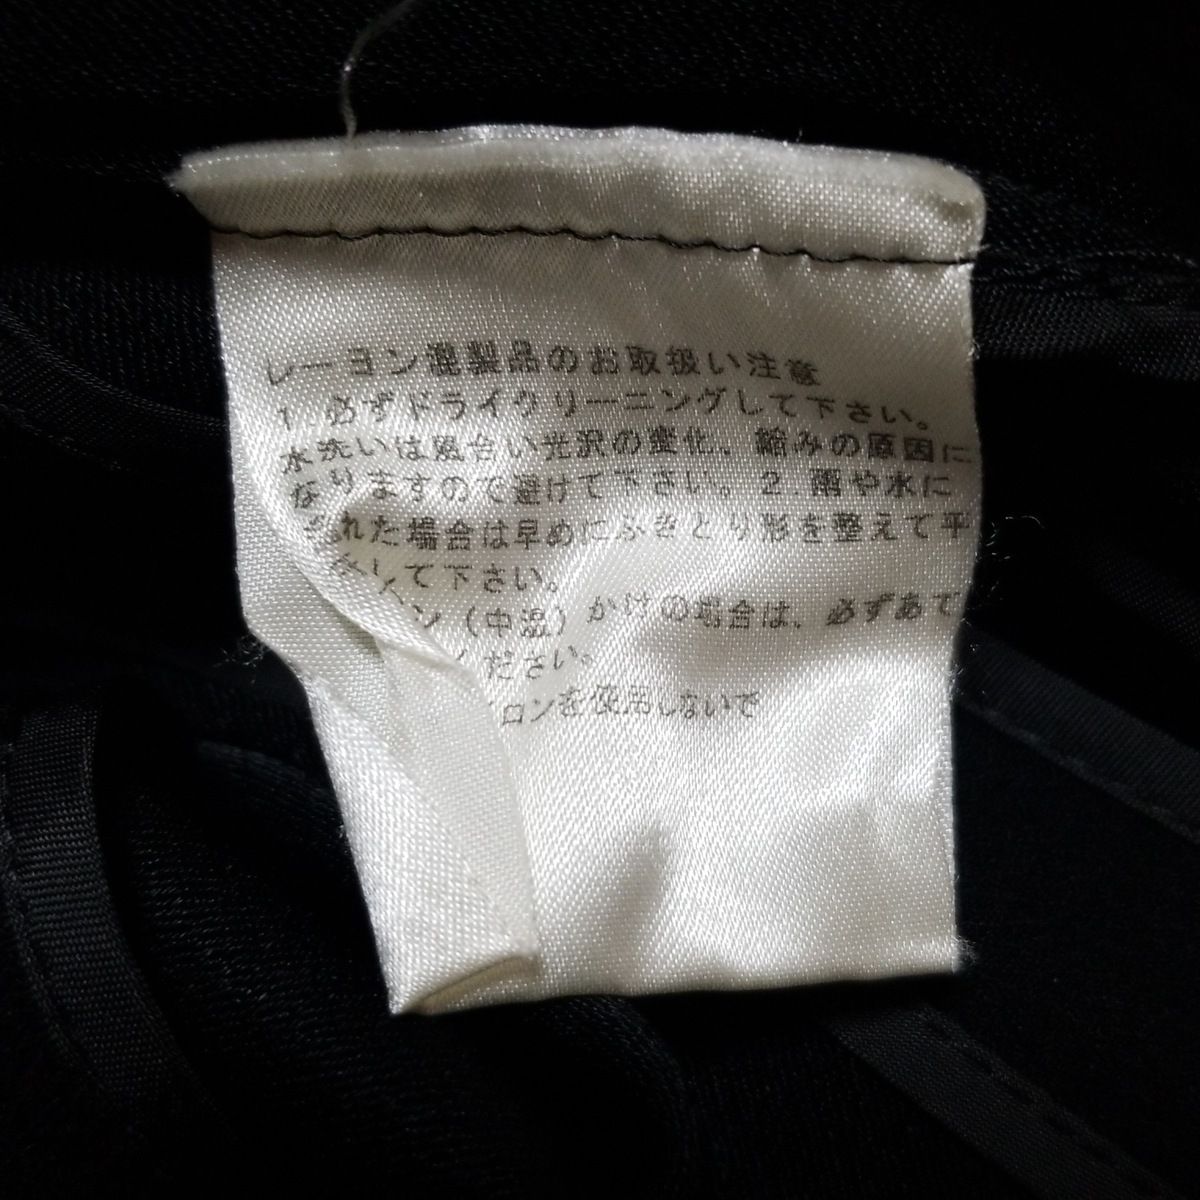 レーヨン混製品のお取扱い注意
1.必ずドライクリーニングして下さい。
水洗いは風合い光沢の変化、縮みの原因に
なりますので避けて下さい。2.雨や水に
れた場合は早めにふきとり形を整えて平
して下さい。
ン(中温)かけの場合は、必ずあて
ください。
イロンを使用しないで